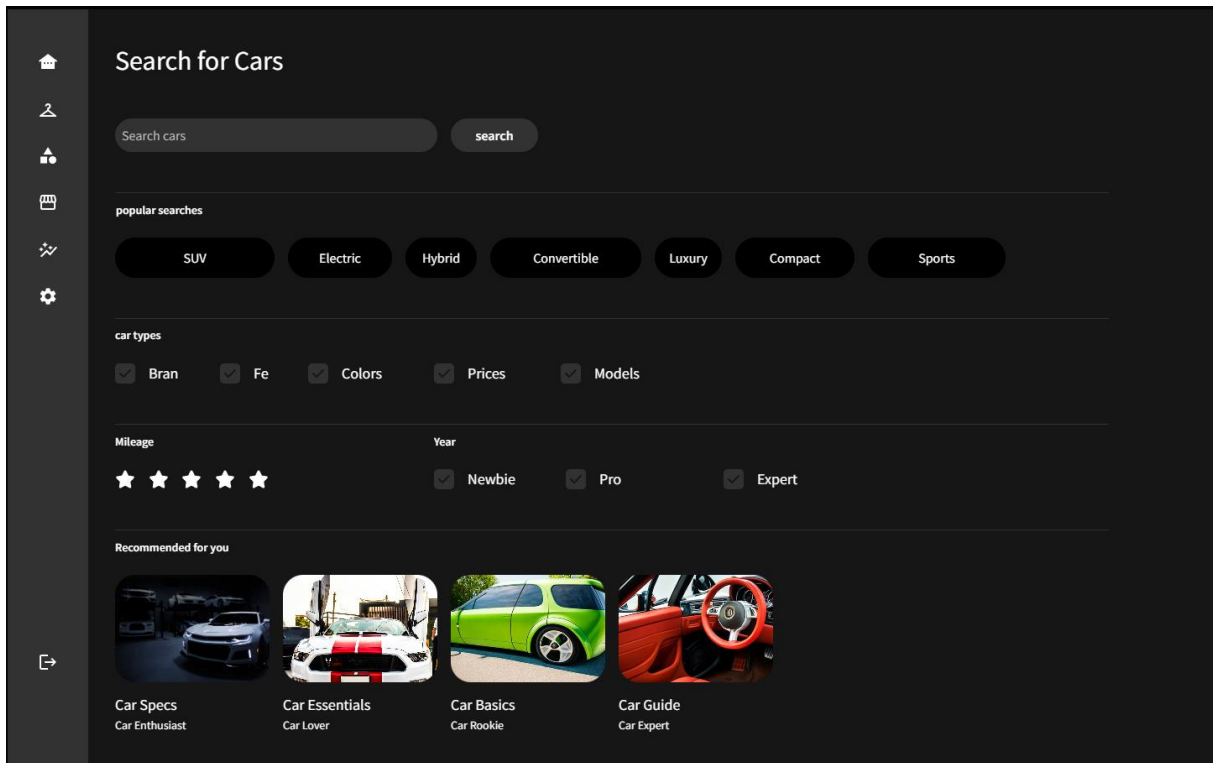 Search for Cars
Search cars
search
popular searches
SUV Electric Hybrid Convertible Luxury Compact Sports
car types
Bran Fe Colors Prices Models
Mileage Year
Newbie Pro Expert
Recommended for you
Car Specs Car Essentials Car Basics Car Guide
Car Enthusiast Car Lover Car Rookie Car Expert